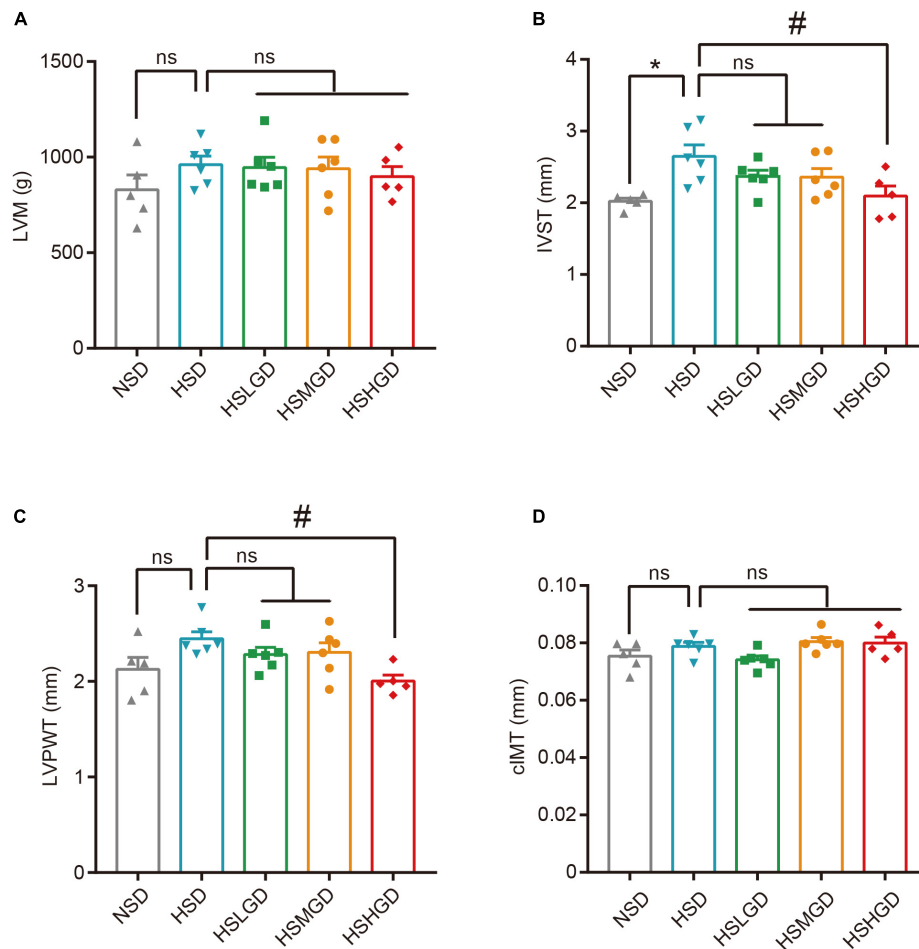 A
LVM (g)
1500
1000
500
0
ns
ns
NSD
HSD
HSLGD
HSMGD
HSHGD
B
IVST (mm)
4
3
2
1
0
*
ns
#
NSD
HSD
HSLGD
HSMGD
HSHGD
C
LVPWT (mm)
3
2
1
0
ns
ns
#
NSD
HSD
HSLGD
HSMGD
HSHGD
D
cIMT (mm)
0.10
0.08
0.06
0.04
0.02
0
ns
ns
NSD
HSD
HSLGD
HSMGD
HSHGD